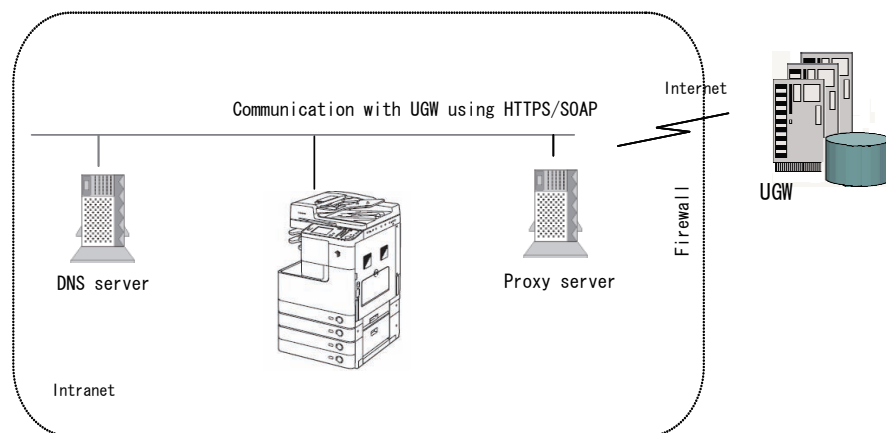 Communication with UGW using HTTPS/SOAP
Internet
UGW
Firewall
DNS server
Proxy server
Intranet